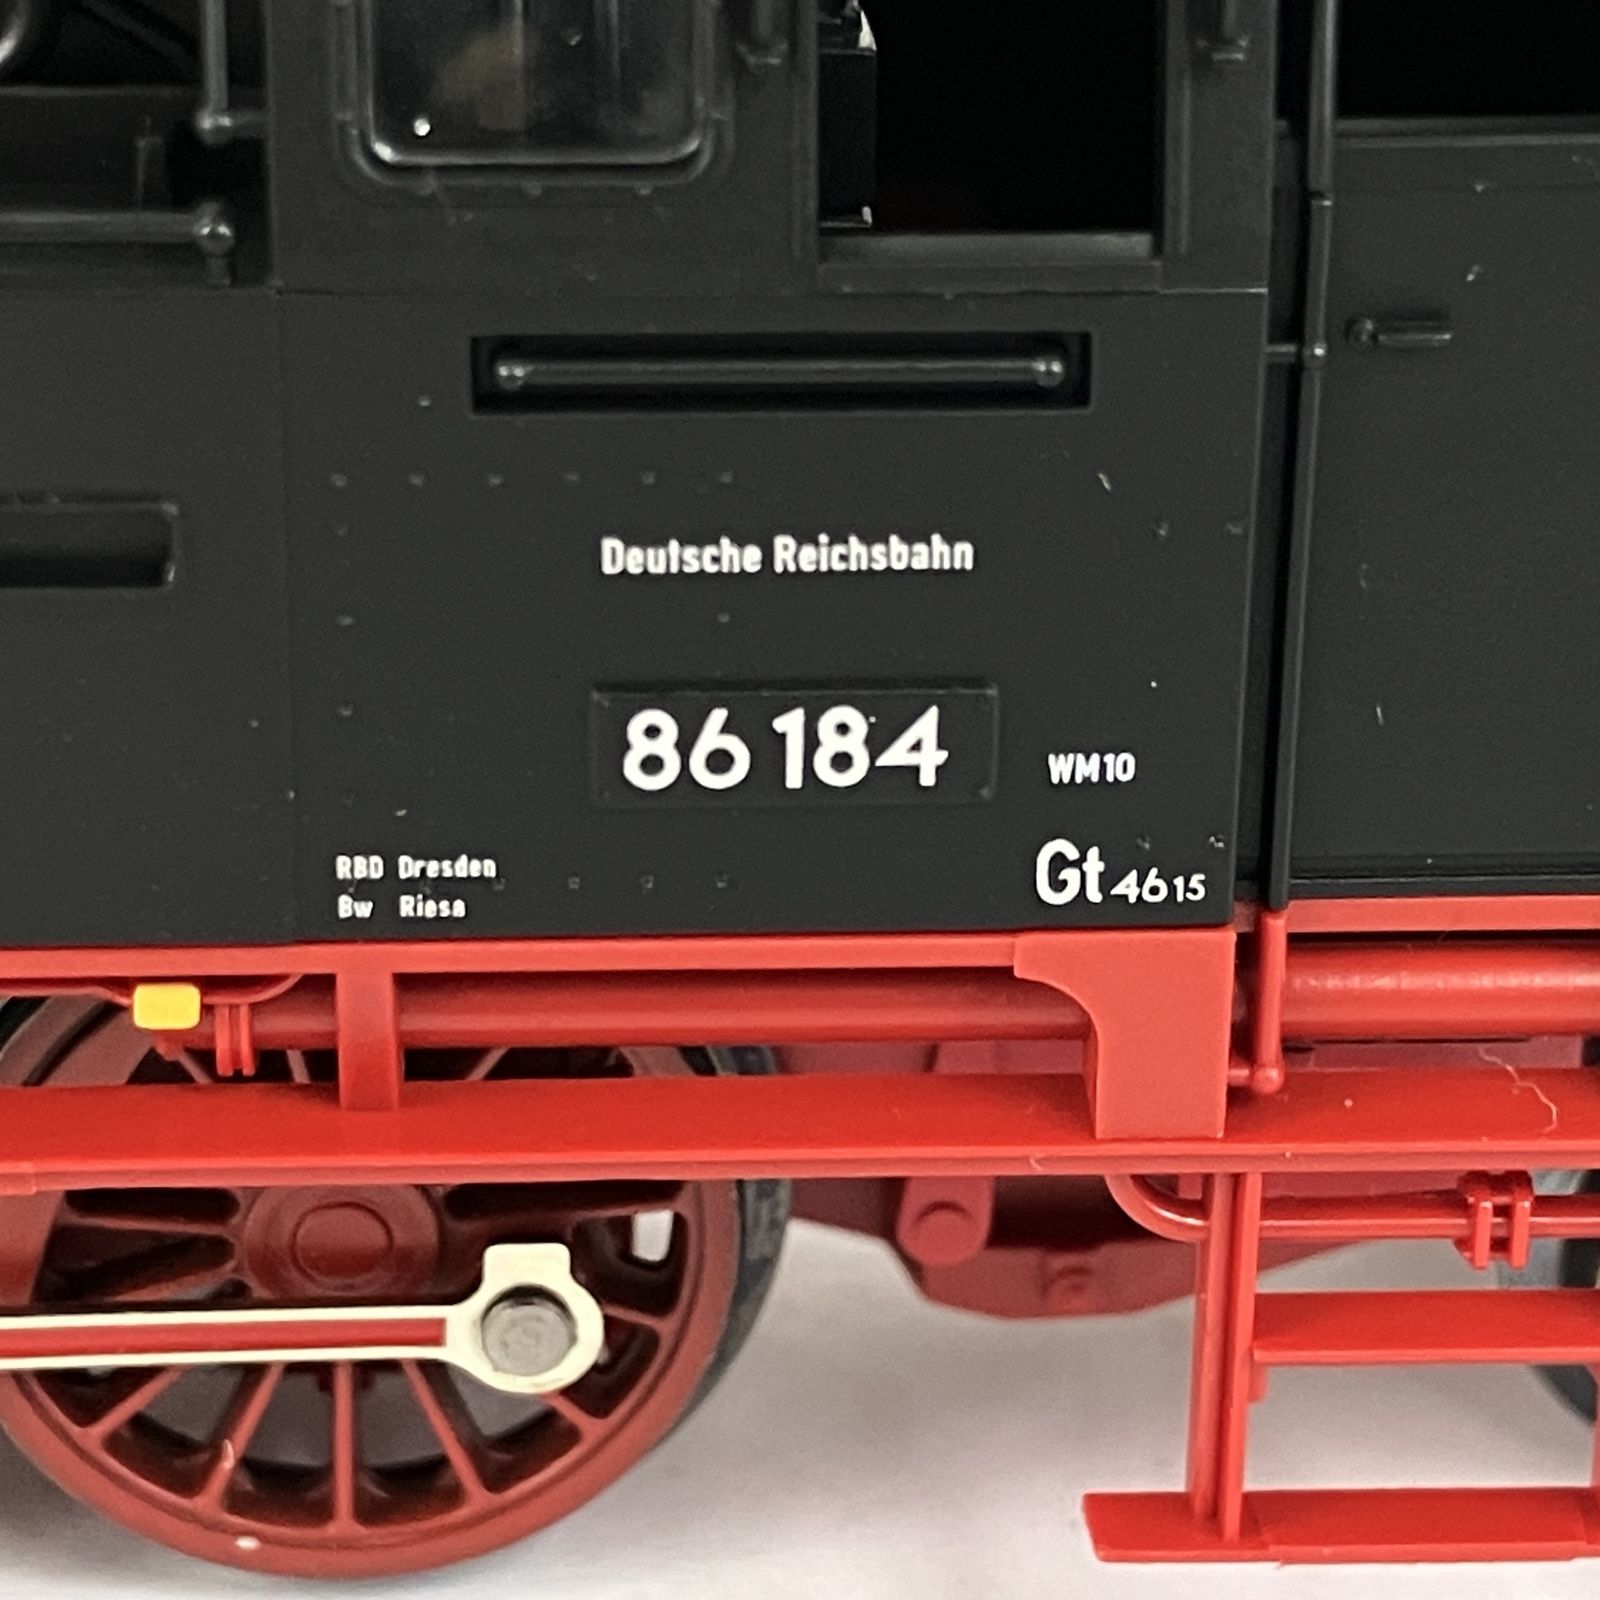 Deutsche Reichsbahn
86 184
WM10
Gt 46 15
RBD Dresden
Bw Riesa